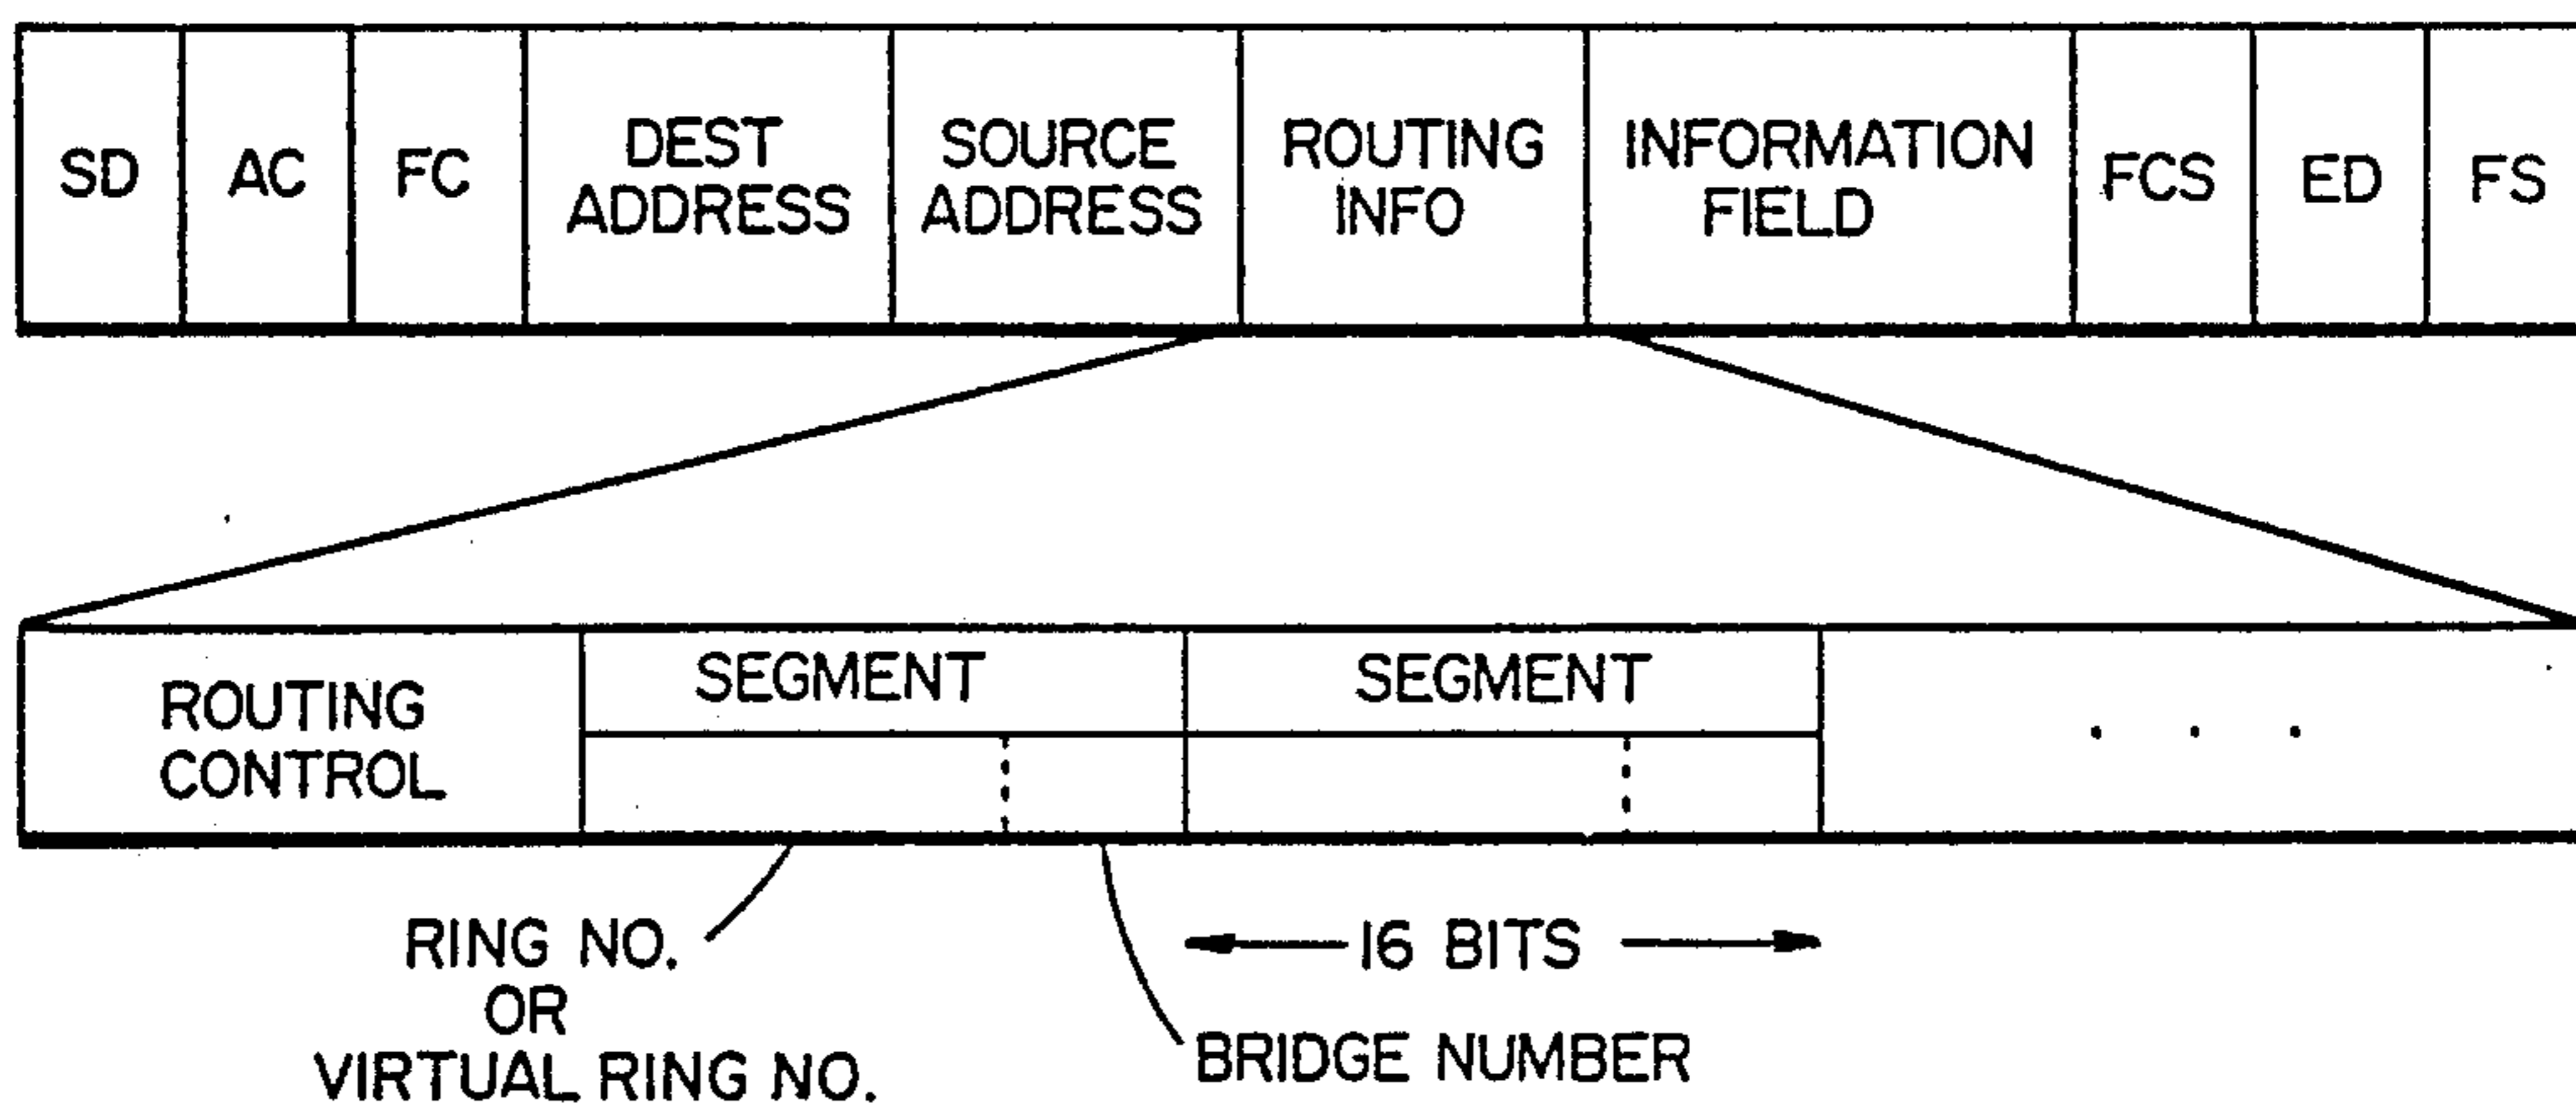 SD AC FC DEST ADDRESS SOURCE ADDRESS ROUTING INFO INFORMATION FIELD FCS ED FS
ROUTING CONTROL SEGMENT SEGMENT . . .
RING NO.
OR
VIRTUAL RING NO.
16 BITS
BRIDGE NUMBER